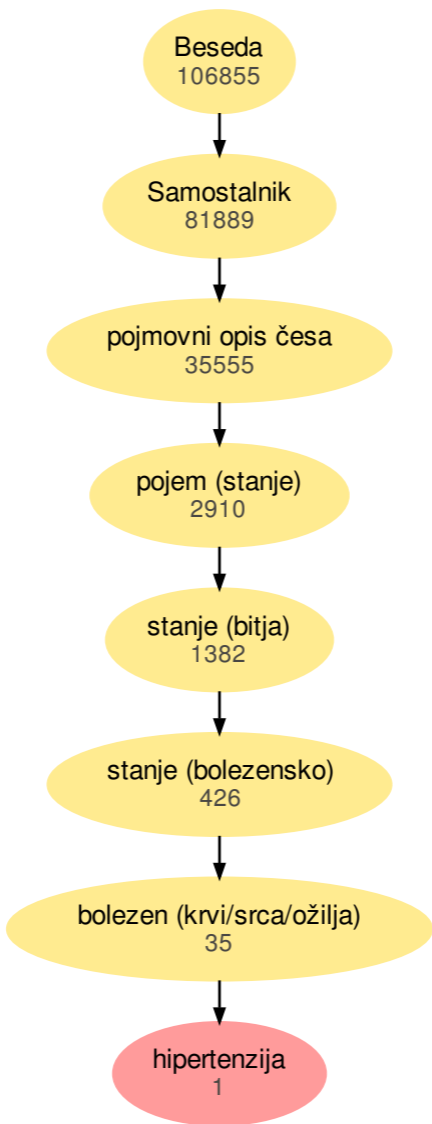 Beseda
106855
Samostalnik
81889
pojmovni opis česa
35555
pojem (stanje)
2910
stanje (bitja)
1382
stanje (bolezensko)
426
bolezen (krvi/srca/ožilja)
35
hipertenzija
1